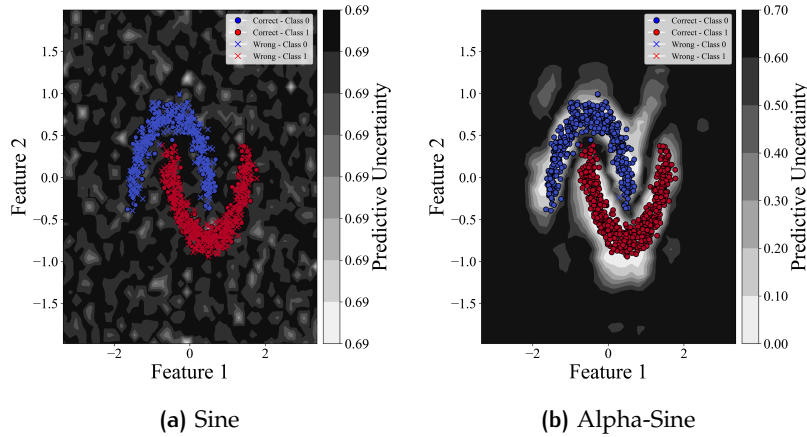 Correct - Class 0
Correct - Class 1
Wrong - Class 0
Wrong - Class 1
2.0
1.5
1.0
0.5
0.0
−0.5
−1.0
−1.5
Feature 2
−2
0
2
Feature 1
0.69
0.69
0.69
0.69
0.69
0.69
0.69
0.69
0.69
Predictive Uncertainty
(a) Sine
Correct - Class 0
Correct - Class 1
Wrong - Class 0
Wrong - Class 1
2.0
1.5
1.0
0.5
0.0
−0.5
−1.0
−1.5
Feature 2
−2
0
2
Feature 1
0.70
0.60
0.50
0.40
0.30
0.20
0.10
0.00
Predictive Uncertainty
(b) Alpha-Sine